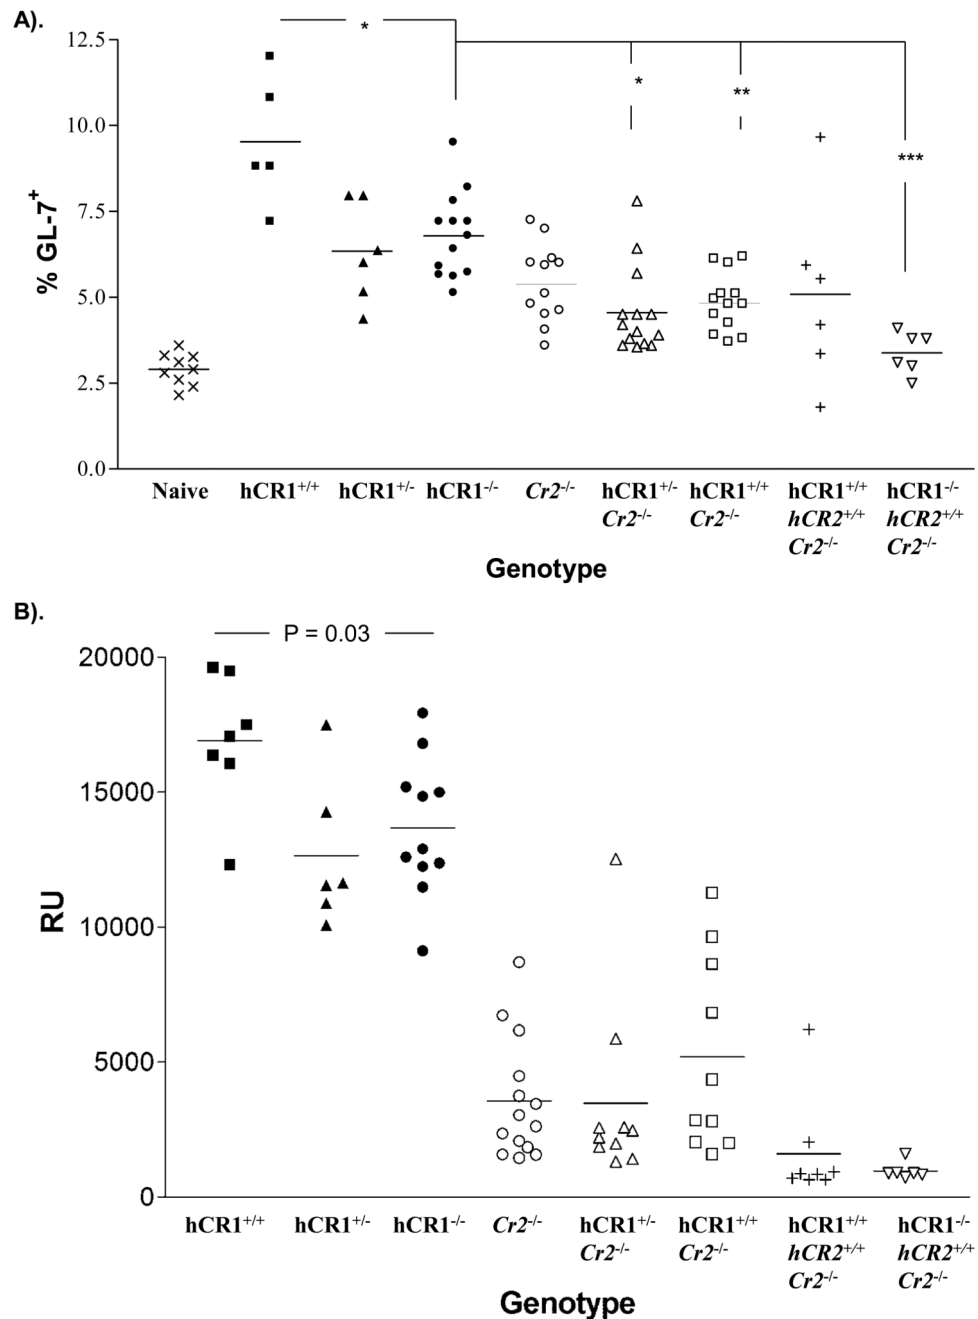 A).
% GL-7⁺
12.5
10.0
7.5
5.0
2.5
0.0
*
*
**
***
Naive hCR1⁺/⁺ hCR1⁺/⁻ hCR1⁻/⁻ Cr2⁻/⁻ hCR1⁺/⁻ hCR1⁺/⁺ hCR1⁺/⁺ hCR1⁻/⁻
Cr2⁻/⁻ Cr2⁻/⁻ hCR2⁺/⁺ hCR2⁺/⁺
Cr2⁻/⁻ Cr2⁻/⁻
Genotype
B).
P = 0.03
RU
20000
15000
10000
5000
0
hCR1⁺/⁺ hCR1⁺/⁻ hCR1⁻/⁻ Cr2⁻/⁻ hCR1⁺/⁻ hCR1⁺/⁺ hCR1⁺/⁺ hCR1⁻/⁻
Cr2⁻/⁻ Cr2⁻/⁻ hCR2⁺/⁺ hCR2⁺/⁺
Cr2⁻/⁻ Cr2⁻/⁻
Genotype